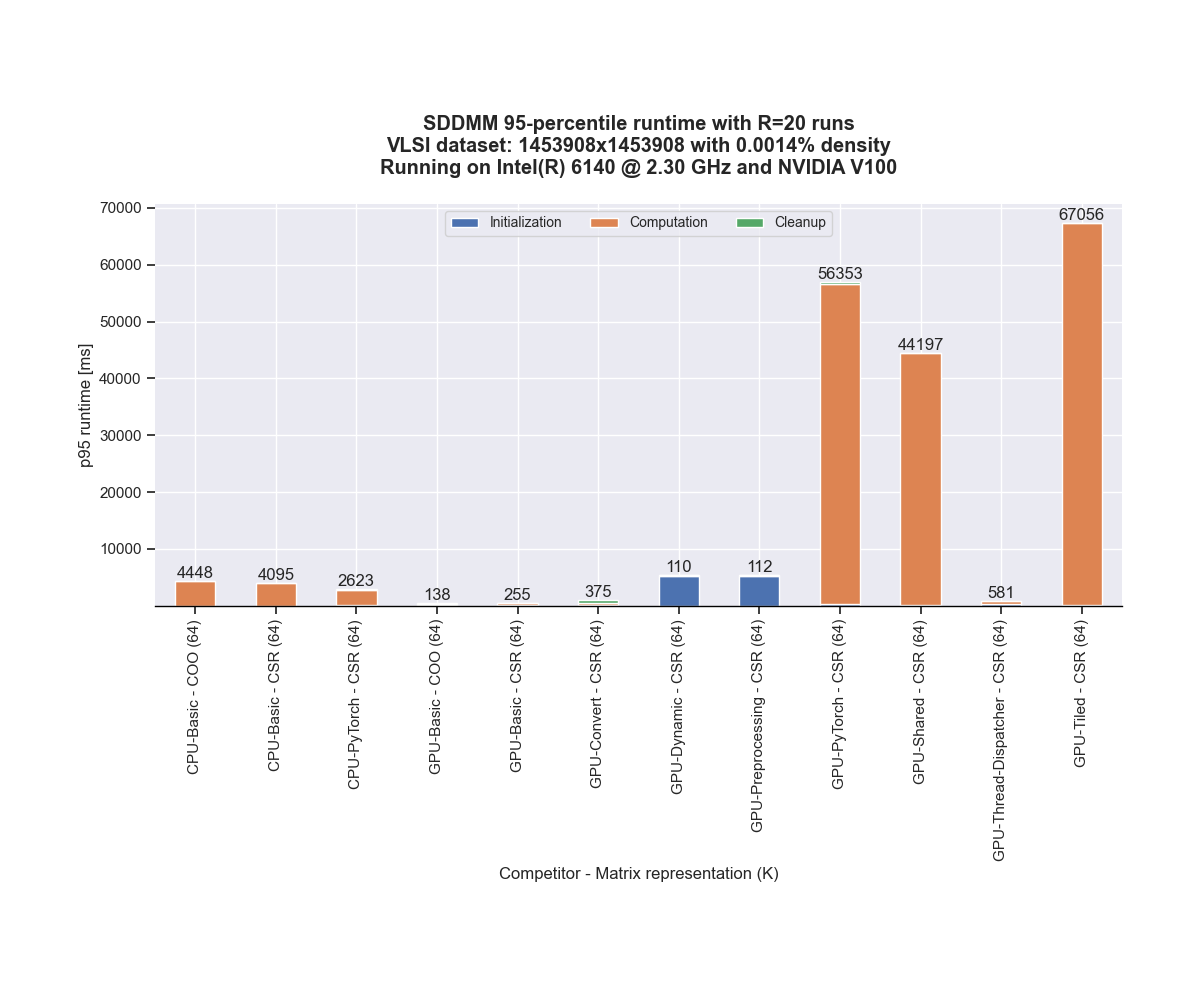 SDDMM 95-percentile runtime with R=20 runs
VLSI dataset: 1453908x1453908 with 0.0014% density
Running on Intel(R) 6140 @ 2.30 GHz and NVIDIA V100
Initialization
Computation
Cleanup
p95 runtime [ms]
70000
60000
50000
40000
30000
20000
10000
4448
4095
2623
138
255
375
110
112
56353
44197
581
67056
CPU-Basic - COO (64)
CPU-Basic - CSR (64)
CPU-PyTorch - CSR (64)
GPU-Basic - COO (64)
GPU-Basic - CSR (64)
GPU-Convert - CSR (64)
GPU-Dynamic - CSR (64)
GPU-Preprocessing - CSR (64)
GPU-PyTorch - CSR (64)
GPU-Shared - CSR (64)
GPU-Thread-Dispatcher - CSR (64)
GPU-Tiled - CSR (64)
Competitor - Matrix representation (K)